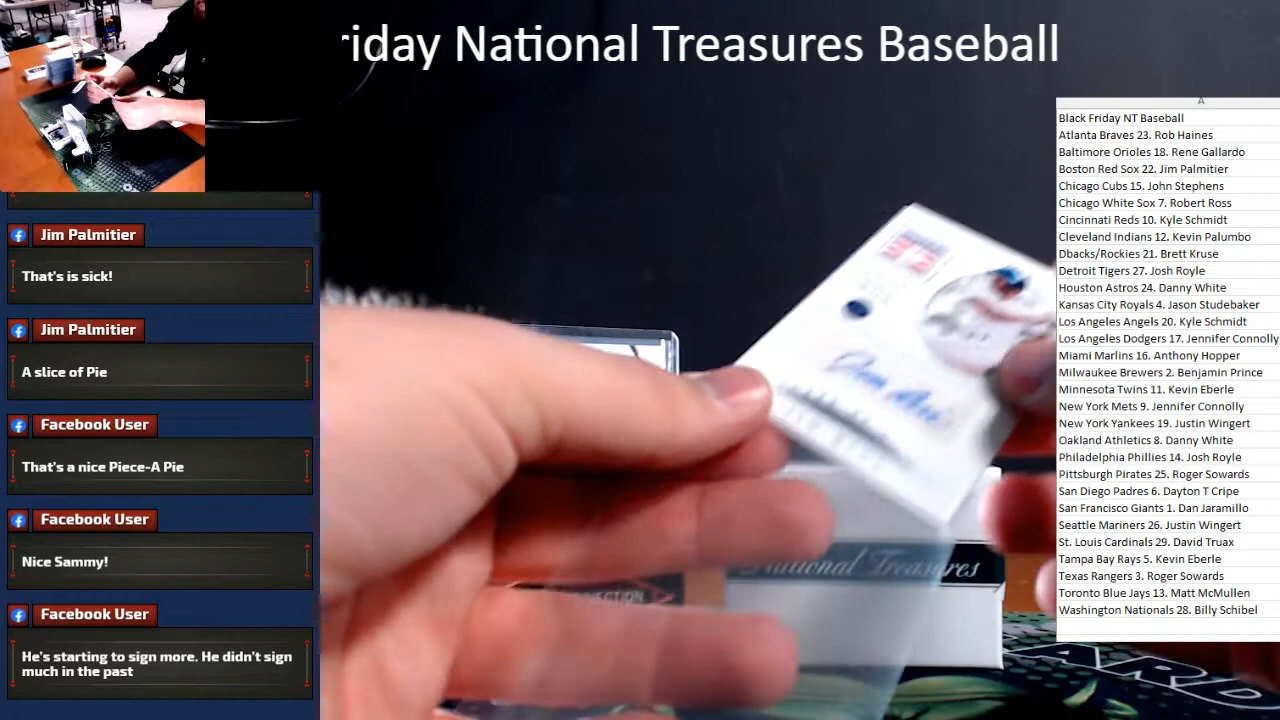 riday National Treasures Baseball
Jim Palmitier
That's is sick!
Jim Palmitier
A slice of Pie
Facebook User
That's a nice Piece-A Pie
Facebook User
Nice Sammy!
Facebook User
He's starting to sign more. He didn't sign
much in the past
National Treasures
A
Black Friday NT Baseball
Atlanta Braves 23. Rob Haines
Baltimore Orioles 18. Rene Gallardo
Boston Red Sox 22. Jim Palmitier
Chicago Cubs 15. John Stephens
Chicago White Sox 7. Robert Ross
Cincinnati Reds 10. Kyle Schmidt
Cleveland Indians 12. Kevin Palumbo
Dbacks/Rockies 21. Brett Kruse
Detroit Tigers 27. Josh Royle
Houston Astros 24. Danny White
Kansas City Royals 4. Jason Studebaker
Los Angeles Angels 20. Kyle Schmidt
Los Angeles Dodgers 17. Jennifer Connolly
Miami Marlins 16. Anthony Hopper
Milwaukee Brewers 2. Benjamin Prince
Minnesota Twins 11. Kevin Eberle
New York Mets 9. Jennifer Connolly
New York Yankees 19. Justin Wingert
Oakland Athletics 8. Danny White
Philadelphia Phillies 14. Josh Royle
Pittsburgh Pirates 25. Roger Sowards
San Diego Padres 6. Dayton T Cripe
San Francisco Giants 1. Dan Jaramillo
Seattle Mariners 26. Justin Wingert
St. Louis Cardinals 29. David Truax
Tampa Bay Rays 5. Kevin Eberle
Texas Rangers 3. Roger Sowards
Toronto Blue Jays 13. Matt McMullen
Washington Nationals 28. Billy Schibel